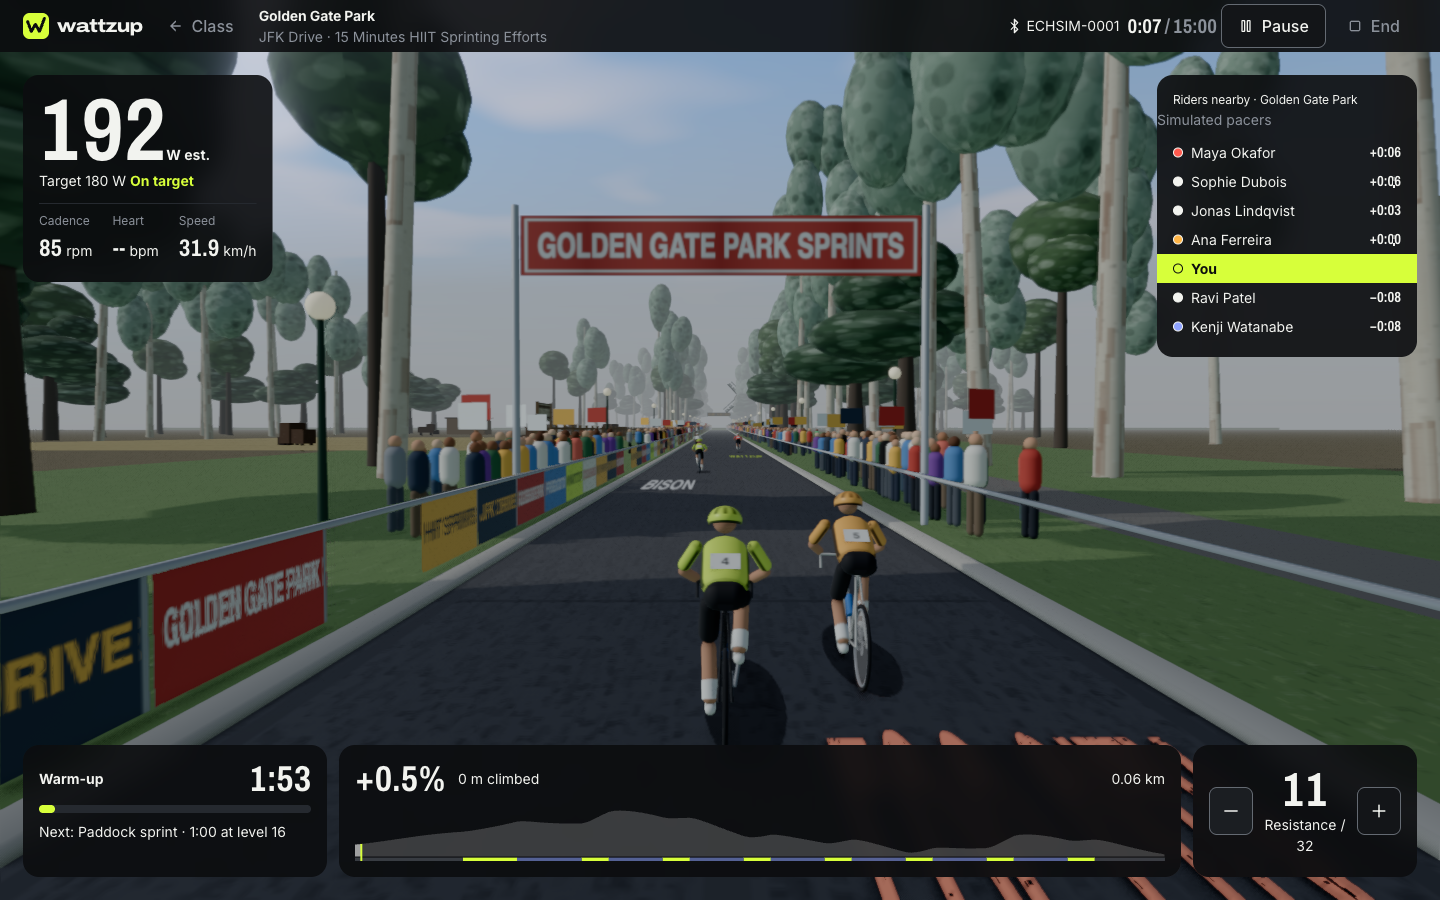 wattzup
Class
Golden Gate Park
JFK Drive · 15 Minutes HIIT Sprinting Efforts
ECHSIM-0001 0:07 / 15:00
Pause
End
192 W est.
Target 180 W On target
Cadence Heart Speed
85 rpm -- bpm 31.9 km/h
Riders nearby · Golden Gate Park
Simulated pacers
Maya Okafor +0:06
Sophie Dubois
Jonas Lindqvist +0:03
Ana Ferreira
You
Ravi Patel −0:08
Kenji Watanabe −0:08
GOLDEN GATE PARK SPRINTS
BISON
4
5
GOLDEN GATE PARK
RIVE
Warm-up 1:53
Next: Paddock sprint · 1:00 at level 16
+0.5% 0 m climbed 0.06 km
− 11 +
Resistance /
32